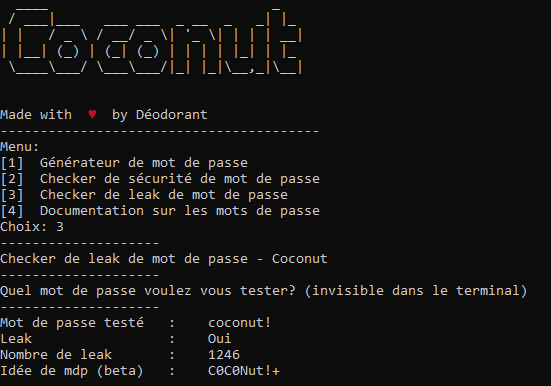 Coconut
Made with ♥ by Déodorant
----------------------------------------
Menu:
[1]  Générateur de mot de passe
[2]  Checker de sécurité de mot de passe
[3]  Checker de leak de mot de passe
[4]  Documentation sur les mots de passe
Choix: 3
--------------------
Checker de leak de mot de passe - Coconut
--------------------
Quel mot de passe voulez vous tester? (invisible dans le terminal)
--------------------
Mot de passe testé   :    coconut!
Leak                 :    Oui
Nombre de leak       :    1246
Idée de mdp (beta)   :    C0C0Nut!+